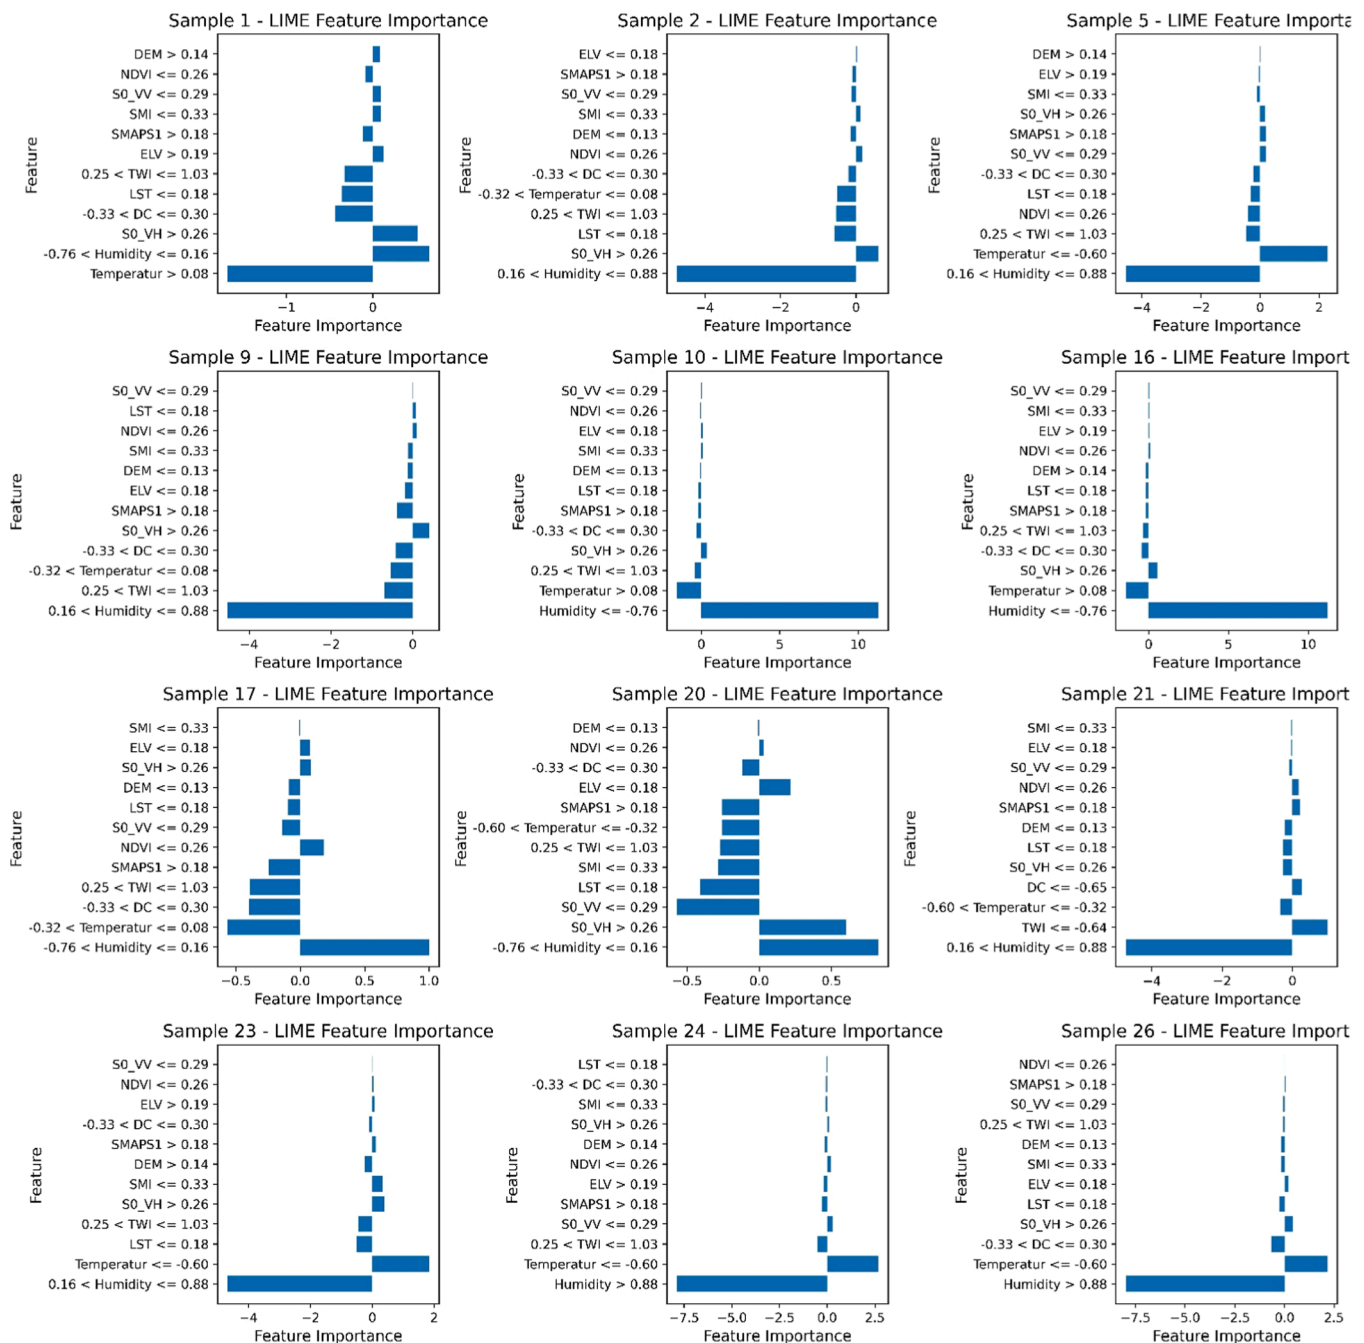 Sample 1 - LIME Feature Importance
DEM > 0.14
NDVI <= 0.26
S0_VV <= 0.29
SMI <= 0.33
SMAPS1 > 0.18
ELV > 0.19
0.25 < TWI <= 1.03
LST <= 0.18
-0.33 < DC <= 0.30
S0_VH > 0.26
-0.76 < Humidity <= 0.16
Temperatur > 0.08
Feature
-1 0
Feature Importance
Sample 2 - LIME Feature Importance
ELV <= 0.18
SMAPS1 > 0.18
S0_VV <= 0.29
SMI <= 0.33
DEM <= 0.13
NDVI <= 0.26
-0.33 < DC <= 0.30
-0.32 < Temperatur <= 0.08
0.25 < TWI <= 1.03
LST <= 0.18
S0_VH > 0.26
0.16 < Humidity <= 0.88
Feature
−4 −2 0
Feature Importance
Sample 5 - LIME Feature Importa
DEM > 0.14
ELV > 0.19
SMI <= 0.33
S0_VH > 0.26
SMAPS1 > 0.18
S0_VV <= 0.29
-0.33 < DC <= 0.30
LST <= 0.18
NDVI <= 0.26
0.25 < TWI <= 1.03
Temperatur <= -0.60
0.16 < Humidity <= 0.88
Feature
−4 −2 0 2
Feature Importance
Sample 9 - LIME Feature Importance
S0_VV <= 0.29
LST <= 0.18
NDVI <= 0.26
SMI <= 0.33
DEM <= 0.13
ELV <= 0.18
SMAPS1 > 0.18
S0_VH > 0.26
-0.33 < DC <= 0.30
-0.32 < Temperatur <= 0.08
0.25 < TWI <= 1.03
0.16 < Humidity <= 0.88
Feature
−4 −2 0
Feature Importance
Sample 10 - LIME Feature Importance
S0_VV <= 0.29
NDVI <= 0.26
ELV <= 0.18
SMI <= 0.33
DEM <= 0.13
LST <= 0.18
SMAPS1 > 0.18
-0.33 < DC <= 0.30
S0_VH > 0.26
0.25 < TWI <= 1.03
Temperatur > 0.08
Humidity <= -0.76
Feature
0 5 10
Feature Importance
Sample 16 - LIME Feature Import
S0_VV <= 0.29
SMI <= 0.33
ELV > 0.19
NDVI <= 0.26
DEM > 0.14
LST <= 0.18
SMAPS1 > 0.18
0.25 < TWI <= 1.03
-0.33 < DC <= 0.30
S0_VH > 0.26
Temperatur > 0.08
Humidity <= -0.76
Feature
0 5 10
Feature Importance
Sample 17 - LIME Feature Importance
SMI <= 0.33
ELV <= 0.18
S0_VH > 0.26
DEM <= 0.13
LST <= 0.18
S0_VV <= 0.29
NDVI <= 0.26
SMAPS1 > 0.18
0.25 < TWI <= 1.03
-0.33 < DC <= 0.30
-0.32 < Temperatur <= 0.08
-0.76 < Humidity <= 0.16
Feature
−0.5 0.0 0.5 1.0
Feature Importance
Sample 20 - LIME Feature Importance
DEM <= 0.13
NDVI <= 0.26
-0.33 < DC <= 0.30
ELV <= 0.18
SMAPS1 > 0.18
-0.60 < Temperatur <= -0.32
0.25 < TWI <= 1.03
SMI <= 0.33
LST <= 0.18
S0_VV <= 0.29
S0_VH > 0.26
-0.76 < Humidity <= 0.16
Feature
−0.5 0.0 0.5
Feature Importance
Sample 21 - LIME Feature Import
SMI <= 0.33
ELV <= 0.18
S0_VV <= 0.29
NDVI <= 0.26
SMAPS1 <= 0.18
DEM <= 0.13
LST <= 0.18
S0_VH <= 0.26
DC <= -0.65
-0.60 < Temperatur <= -0.32
TWI <= -0.64
0.16 < Humidity <= 0.88
Feature
−4 −2 0
Feature Importance
Sample 23 - LIME Feature Importance
S0_VV <= 0.29
NDVI <= 0.26
ELV > 0.19
-0.33 < DC <= 0.30
SMAPS1 > 0.18
DEM > 0.14
SMI <= 0.33
S0_VH > 0.26
0.25 < TWI <= 1.03
LST <= 0.18
Temperatur <= -0.60
0.16 < Humidity <= 0.88
Feature
−4 −2 0 2
Feature Importance
Sample 24 - LIME Feature Importance
LST <= 0.18
-0.33 < DC <= 0.30
SMI <= 0.33
S0_VH > 0.26
DEM > 0.14
NDVI <= 0.26
ELV > 0.19
SMAPS1 > 0.18
S0_VV <= 0.29
0.25 < TWI <= 1.03
Temperatur <= -0.60
Humidity > 0.88
Feature
−7.5 −5.0 −2.5 0.0 2.5
Feature Importance
Sample 26 - LIME Feature Import
NDVI <= 0.26
SMAPS1 > 0.18
S0_VV <= 0.29
0.25 < TWI <= 1.03
DEM <= 0.13
SMI <= 0.33
ELV <= 0.18
LST <= 0.18
S0_VH > 0.26
-0.33 < DC <= 0.30
Temperatur <= -0.60
Humidity > 0.88
Feature
−7.5 −5.0 −2.5 0.0 2.5
Feature Importance